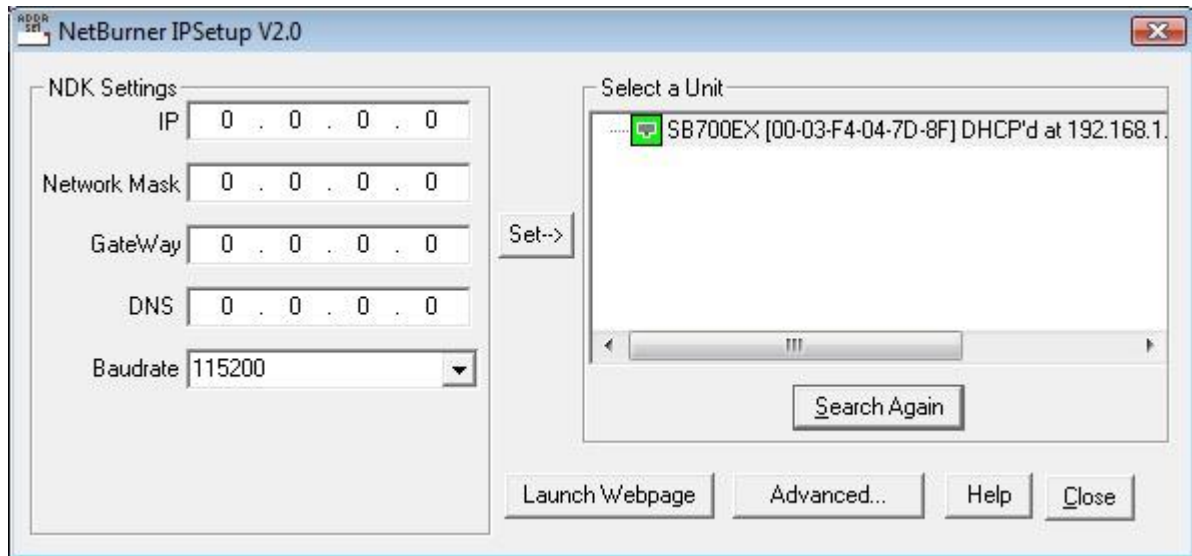 NetBurner IPSetup V2.0
NDK Settings
IP 0 . 0 . 0 . 0
Network Mask 0 . 0 . 0 . 0
GateWay 0 . 0 . 0 . 0
DNS 0 . 0 . 0 . 0
Baudrate 115200
Set-->
Select a Unit
SB700EX [00-03-F4-04-7D-8F] DHCP'd at 192.168.1.
Search Again
Launch Webpage
Advanced...
Help
Close